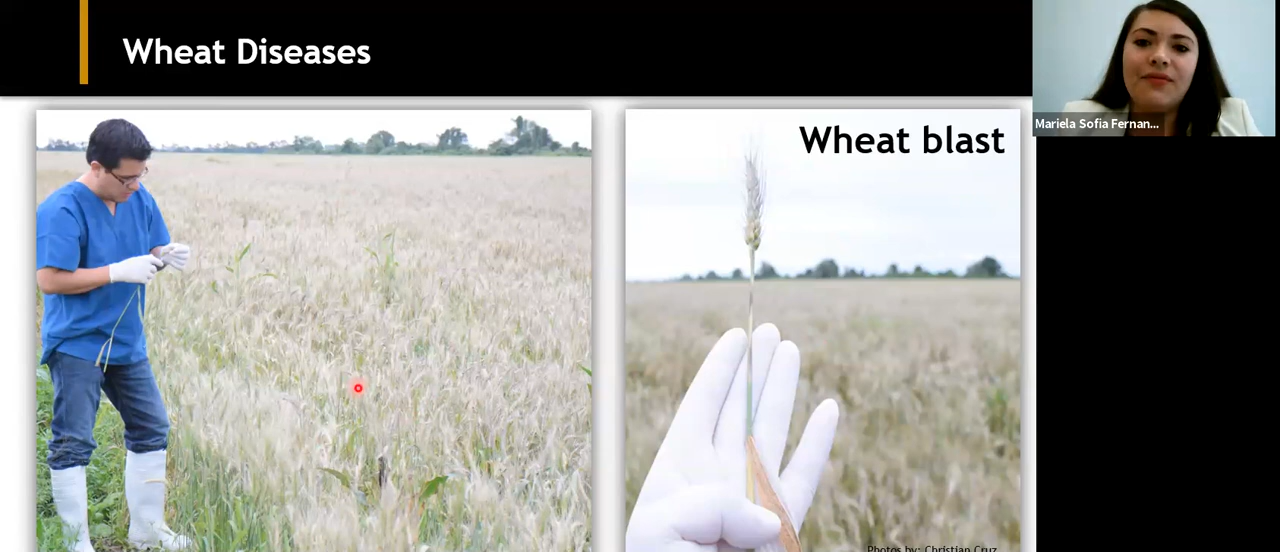 Wheat Diseases
Wheat blast
Mariela Sofia Fernan...
Photos by: Christian Cruz